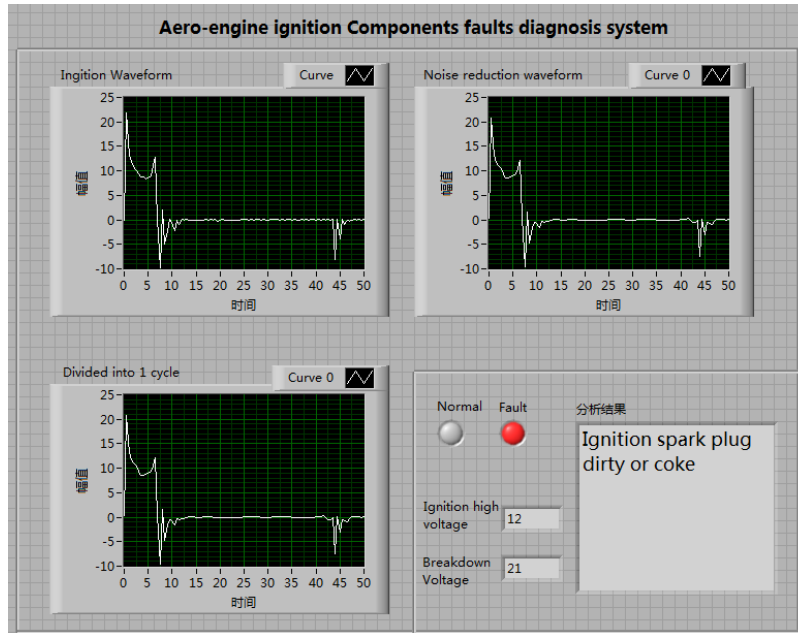 Aero-engine ignition Components faults diagnosis system
Ingition Waveform
Curve
25
20
15
10
5
0
-5
-10
幅值
0 5 10 15 20 25 30 35 40 45 50
时间
Noise reduction waveform
Curve 0
25
20
15
10
5
0
-5
-10
幅值
0 5 10 15 20 25 30 35 40 45 50
时间
Divided into 1 cycle
Curve 0
25
20
15
10
5
0
-5
-10
幅值
0 5 10 15 20 25 30 35 40 45 50
时间
Normal Fault
Ignition high
voltage
12
Breakdown
Voltage
21
分析结果
Ignition spark plug
dirty or coke